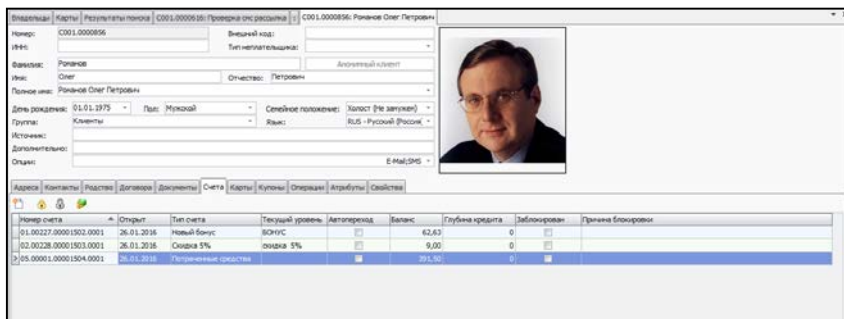 Владельцы Карты Результаты поиска C001.0000616: Проверка смс рассылка C001.0000856: Романов Олег Петрович
Номер: C001.0000856 Внешний код:
ИНН: Тип неплательщика:
Фамилия: Романов Анонимный клиент
Имя: Олег Отчество: Петрович
Полное имя: Романов Олег Петрович
День рождения: 01.01.1975 Пол: Мужской Семейное положение: Холост (Не замужем)
Группа: Клиенты Язык: RUS - Русский (Россия
Источник:
Дополнительно:
Опции: E-Mail;SMS
Адреса Контакты Родство Договора Документы Счета Карты Купоны Операции Атрибуты Свойства
Номер счета Открыт Тип счета Текущий уровень Автопереход Баланс Глубина кредита Заблокирован Причина блокировки
01.00227.00001502.0001 26.01.2016 Новый бонус БОНУС 62,63 0
02.00228.00001503.0001 26.01.2016 Скидка 5% скидка 5% 9,00 0
05.00001.00001504.0001 26.01.2016 Потраченные средства 391,50 0